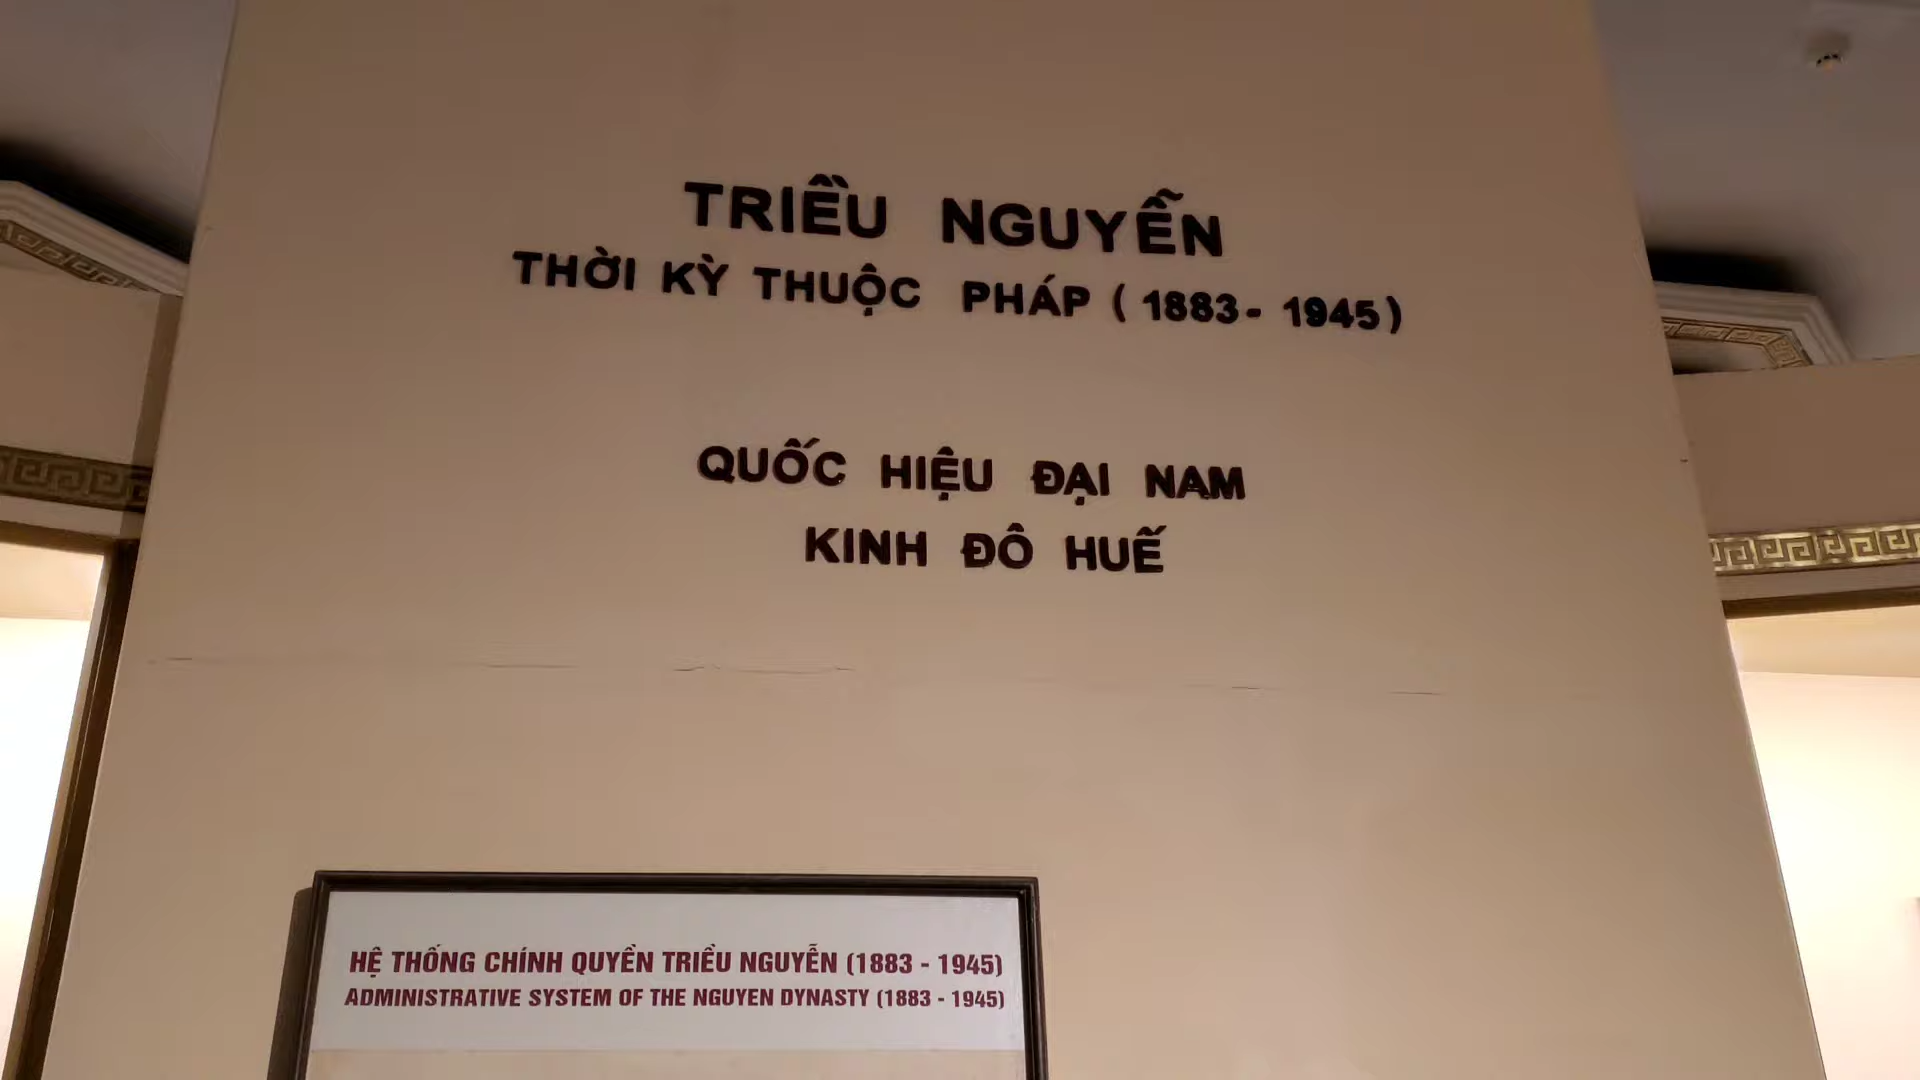 TRIỀU NGUYỄN
THỜI KỲ THUỘC PHÁP ( 1883- 1945)
QUỐC HIỆU ĐẠI NAM
KINH ĐÔ HUẾ
HỆ THỐNG CHÍNH QUYỀN TRIỀU NGUYỄN (1883 - 1945)
ADMINISTRATIVE SYSTEM OF THE NGUYEN DYNASTY (1883 - 1945)